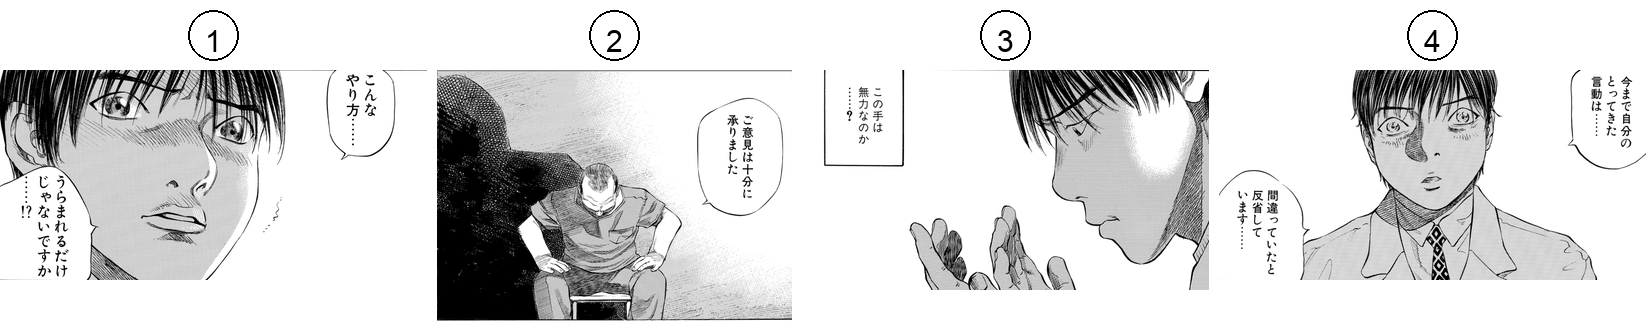 1
こんな
やり方……
うらまれるだけ
じゃないですか
……!?
2
ご意見は十分に
承りました
3
この手は
無力なのか
……?
4
今まで自分の
とってきた
言動は……
間違っていたと
反省して
います……